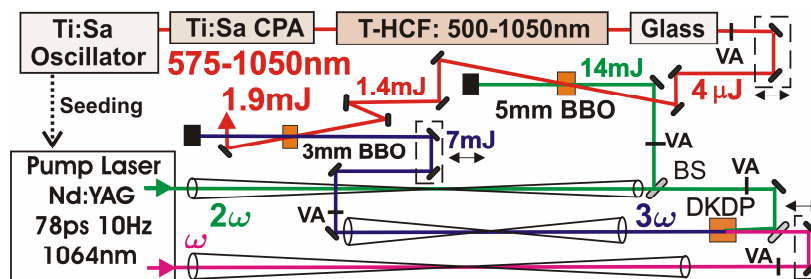 Ti:Sa
Oscillator
Ti:Sa CPA
T-HCF: 500-1050nm
Glass
VA
575-1050nm
1.9mJ
1.4mJ
14mJ
4 μJ
Seeding
5mm BBO
3mm BBO
7mJ
VA
Pump Laser
Nd:YAG
78ps 10Hz
1064nm
BS
VA
2ω
VA
3ω
DKDP
ω
VA